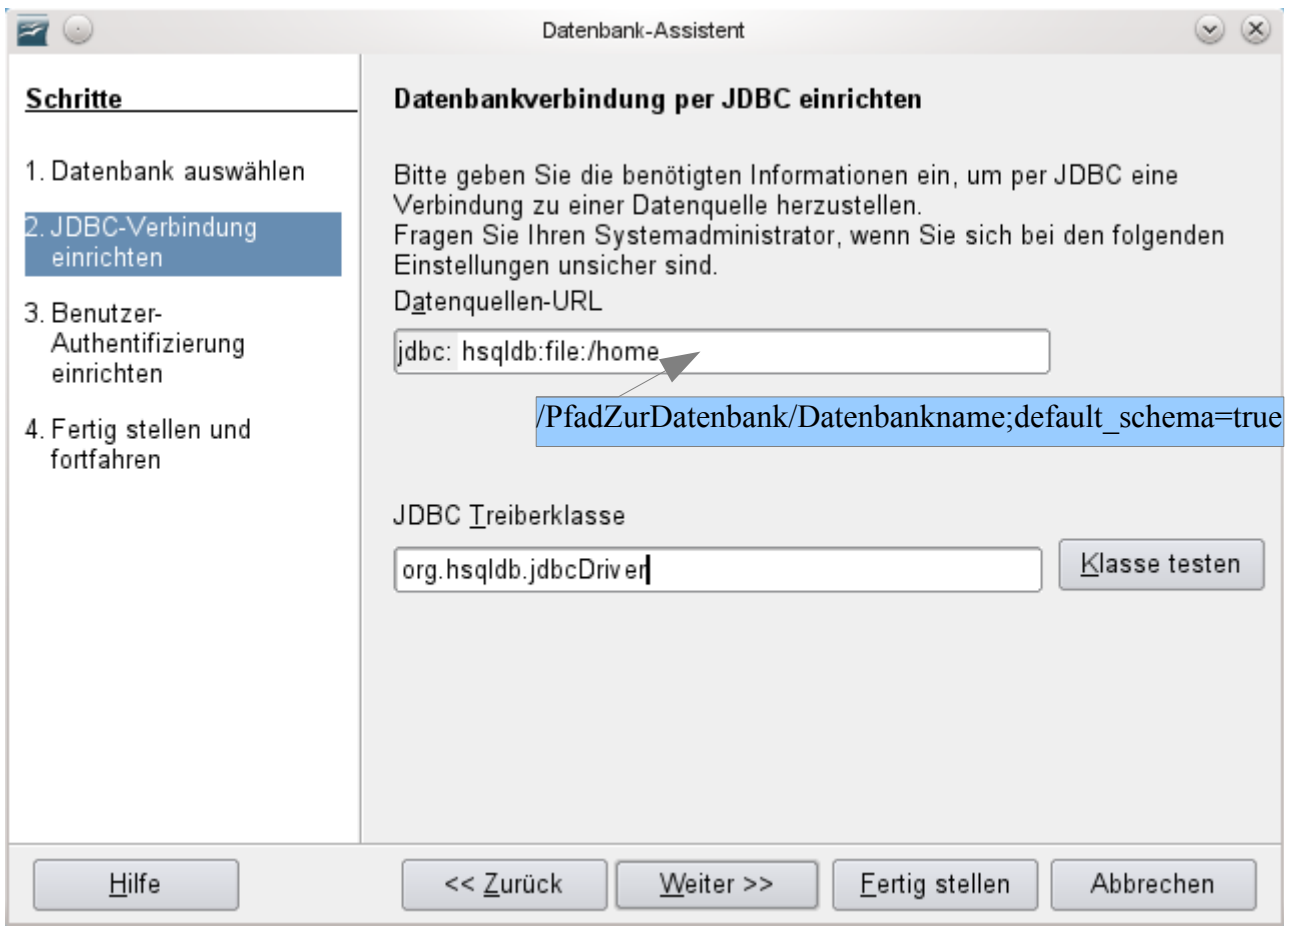 Datenbank-Assistent
Schritte
1. Datenbank auswählen
2. JDBC-Verbindung
einrichten
3. Benutzer-
Authentifizierung
einrichten
4. Fertig stellen und
fortfahren
Datenbankverbindung per JDBC einrichten
Bitte geben Sie die benötigten Informationen ein, um per JDBC eine
Verbindung zu einer Datenquelle herzustellen.
Fragen Sie Ihren Systemadministrator, wenn Sie sich bei den folgenden
Einstellungen unsicher sind.
Datenquellen-URL
jdbc: hsqldb:file:/home
/PfadZurDatenbank/Datenbankname;default_schema=true
JDBC Treiberklasse
org.hsqldb.jdbcDriver
Klasse testen
Hilfe
<< Zurück
Weiter >>
Fertig stellen
Abbrechen